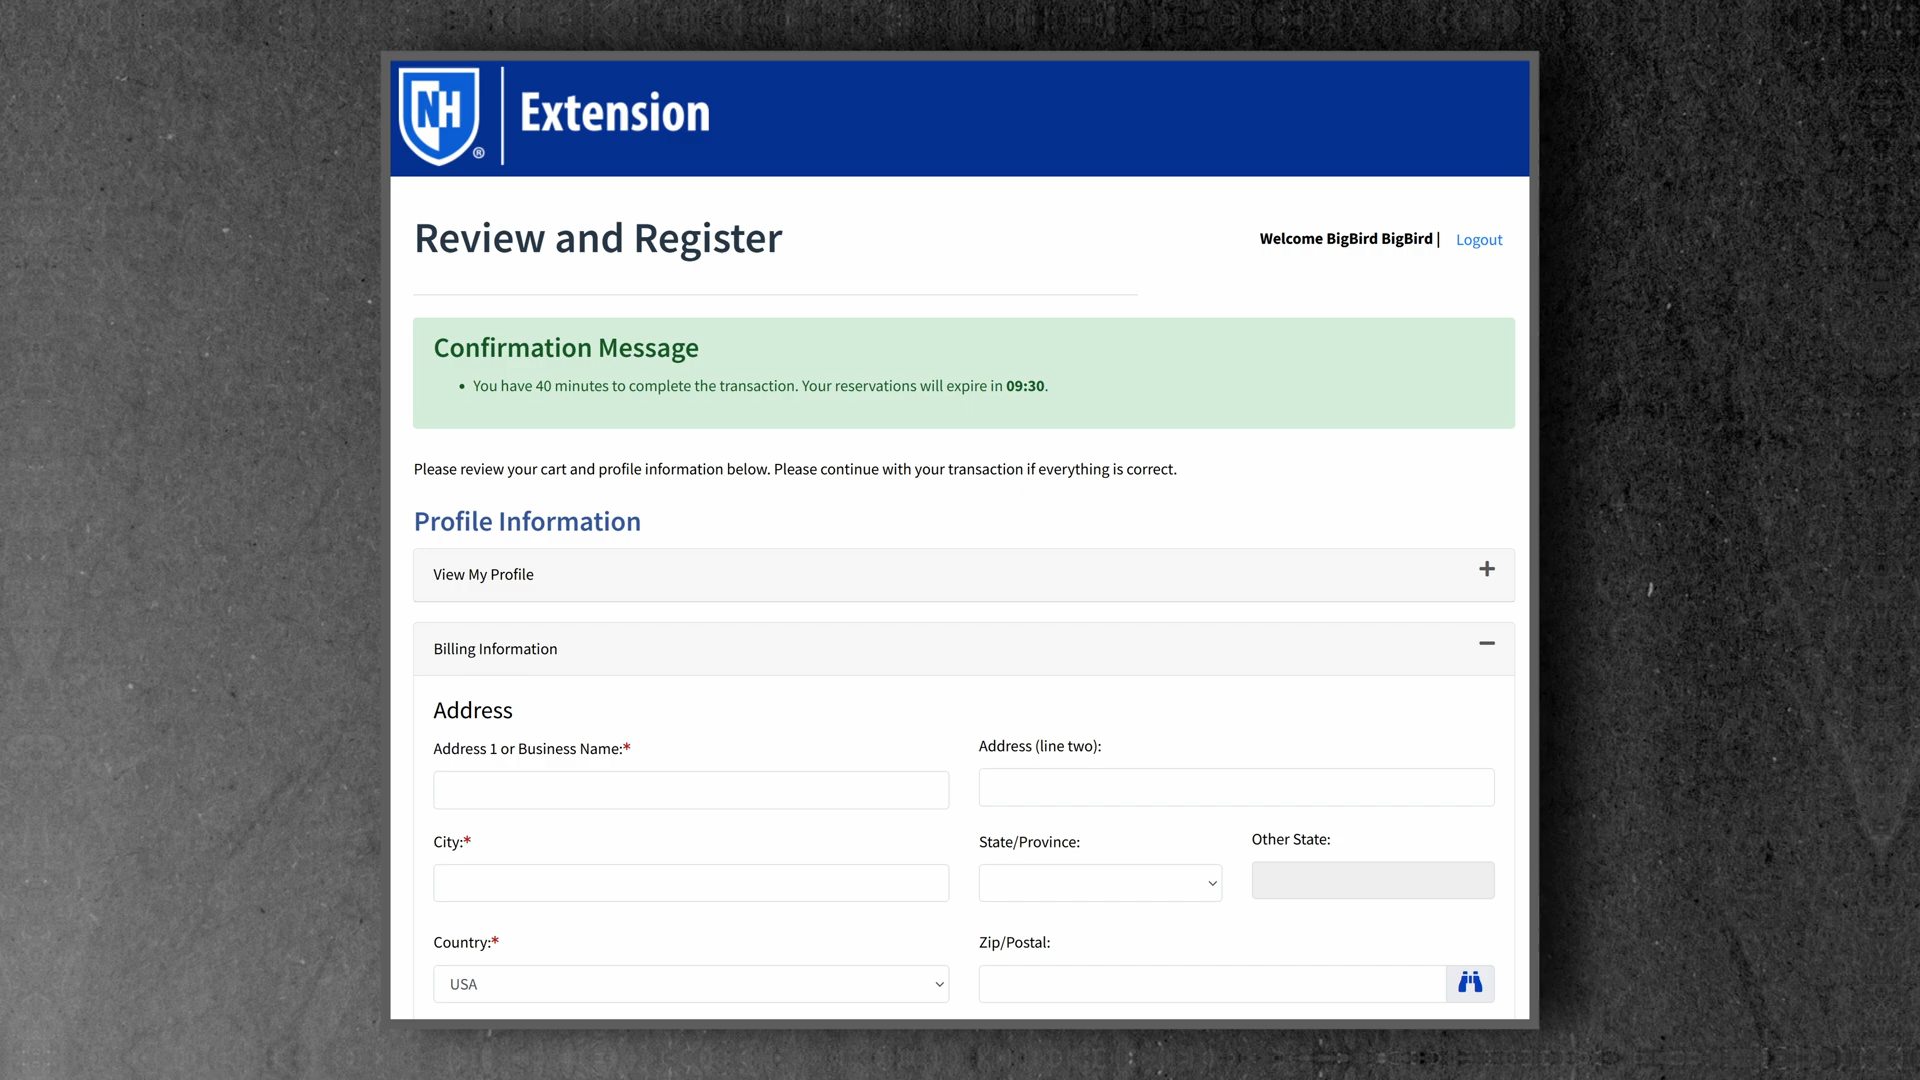 NH
®
Extension
Review and Register
Welcome BigBird BigBird | Logout
Confirmation Message
• You have 40 minutes to complete the transaction. Your reservations will expire in 09:30.
Please review your cart and profile information below. Please continue with your transaction if everything is correct.
Profile Information
View My Profile
Billing Information
Address
Address 1 or Business Name:*
Address (line two):
City:*
State/Province:
Other State:
Country:*
Zip/Postal:
USA